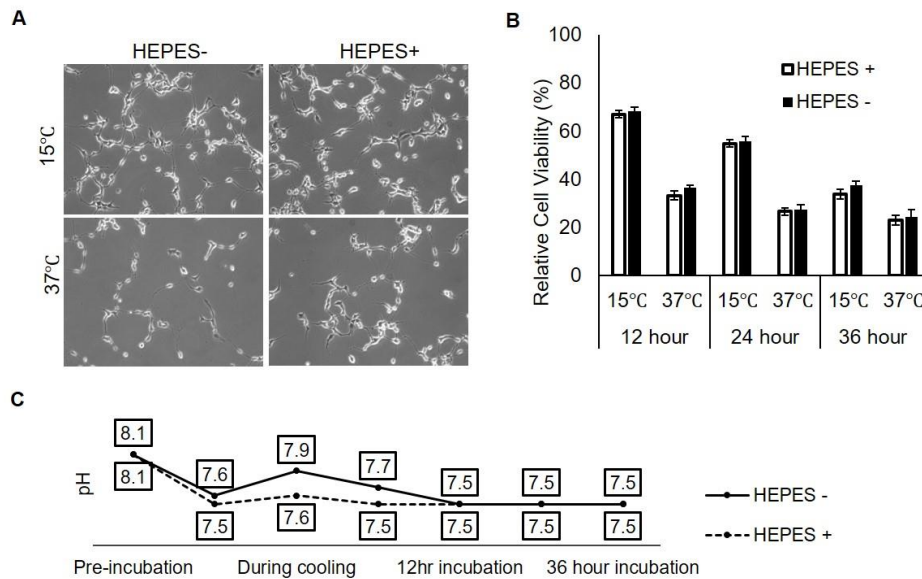 A
HEPES- HEPES+
15℃
37℃
B
Relative Cell Viability (%)
100
80
60
40
20
0
HEPES +
HEPES -
15℃ 37℃ 15℃ 37℃ 15℃ 37℃
12 hour 24 hour 36 hour
C
pH
8.1 7.6 7.9 7.7 7.5 7.5 7.5
8.1 7.5 7.6 7.5 7.5 7.5 7.5
HEPES -
HEPES +
Pre-incubation During cooling 12hr incubation 36 hour incubation